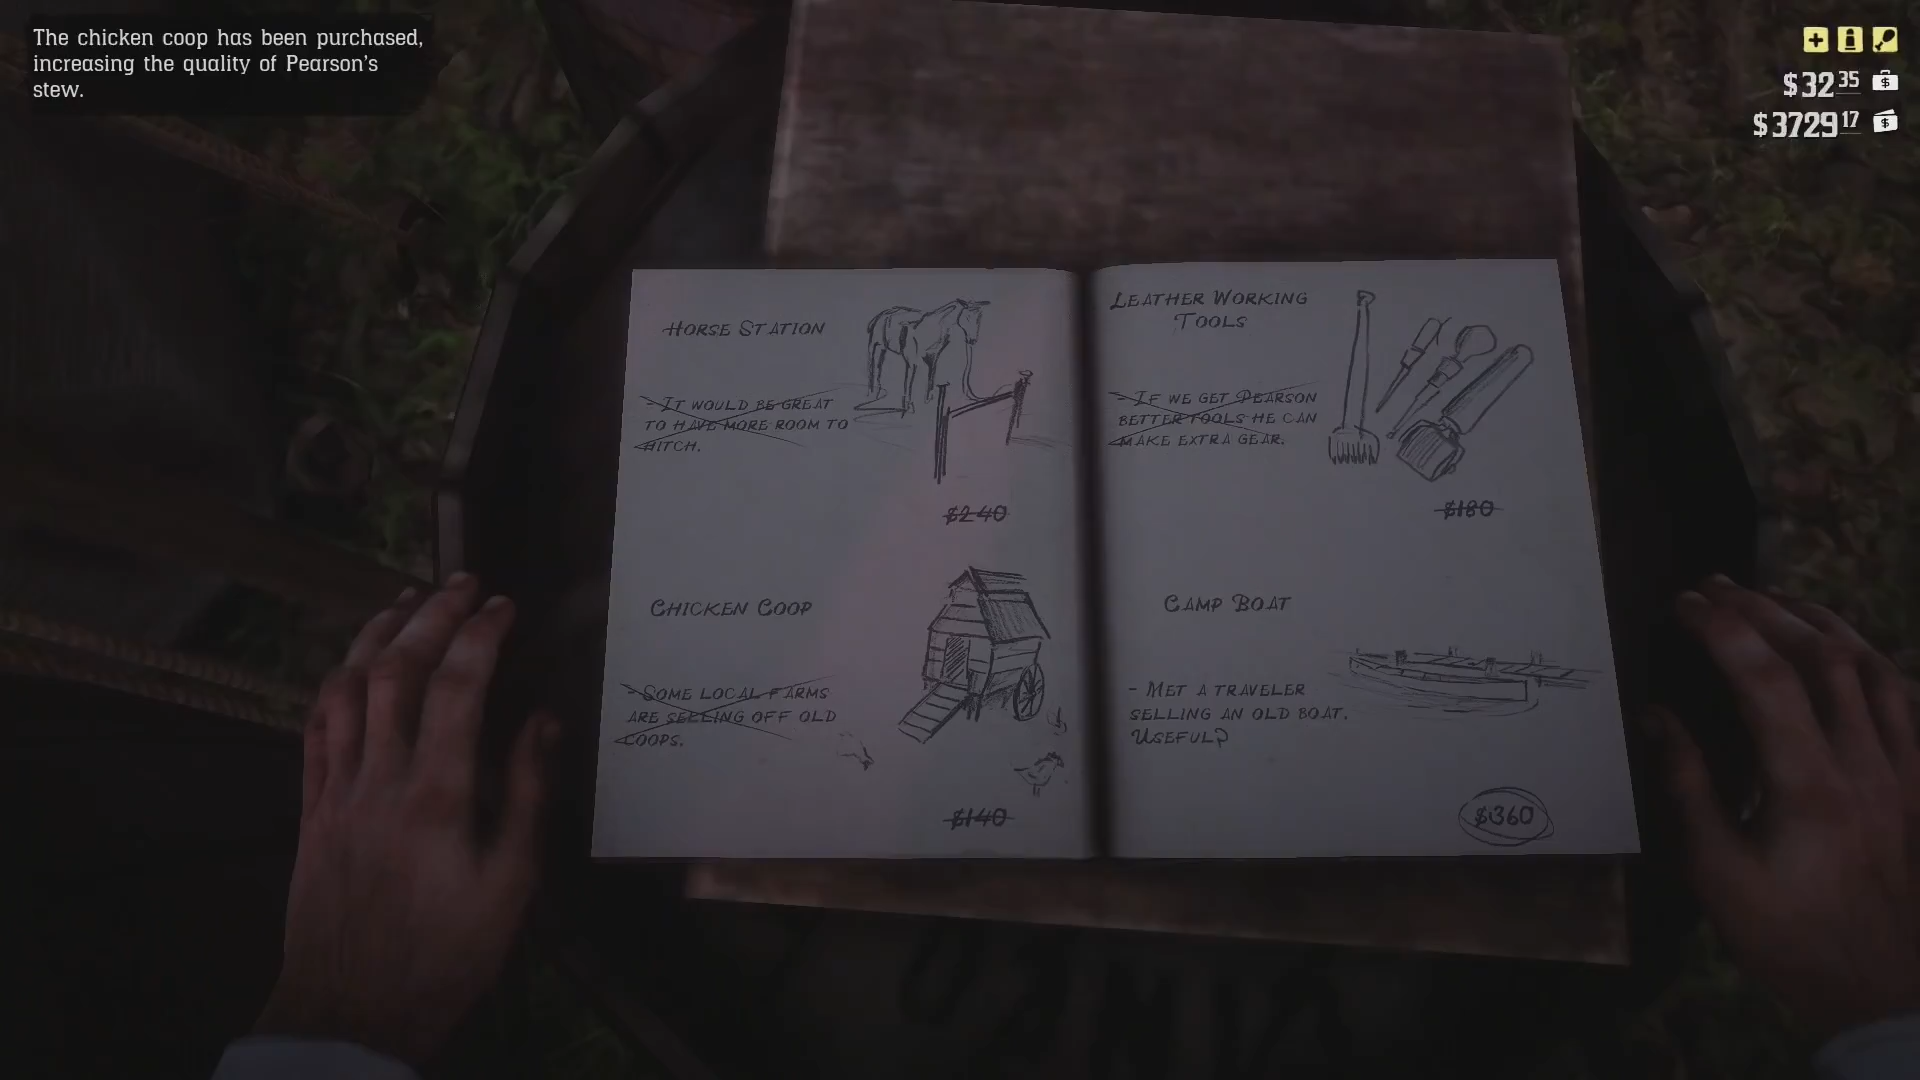 The chicken coop has been purchased,
increasing the quality of Pearson's
stew.
$32 35
$3729 17
Horse Station
- It would be great
to have more room to
hitch.
$240
Chicken Coop
- Some local farms
are selling off old
coops.
$140
Leather Working
Tools
- If we get Pearson
better tools he can
make extra gear.
$180
Camp Boat
- Met a traveler
selling an old boat.
Useful?
$360